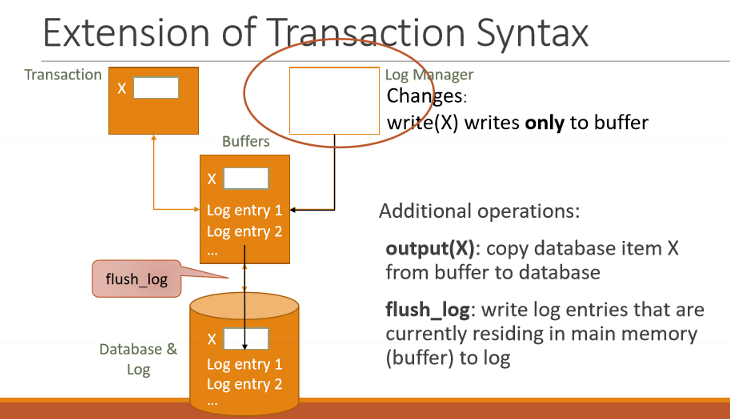 Extension of Transaction Syntax
Transaction
X
Log Manager
Changes:
write(X) writes only to buffer
Buffers
X
Log entry 1
Log entry 2
...
flush_log
Additional operations:
output(X): copy database item X
from buffer to database
flush_log: write log entries that are
currently residing in main memory
(buffer) to log
Database &
Log
X
Log entry 1
Log entry 2
...